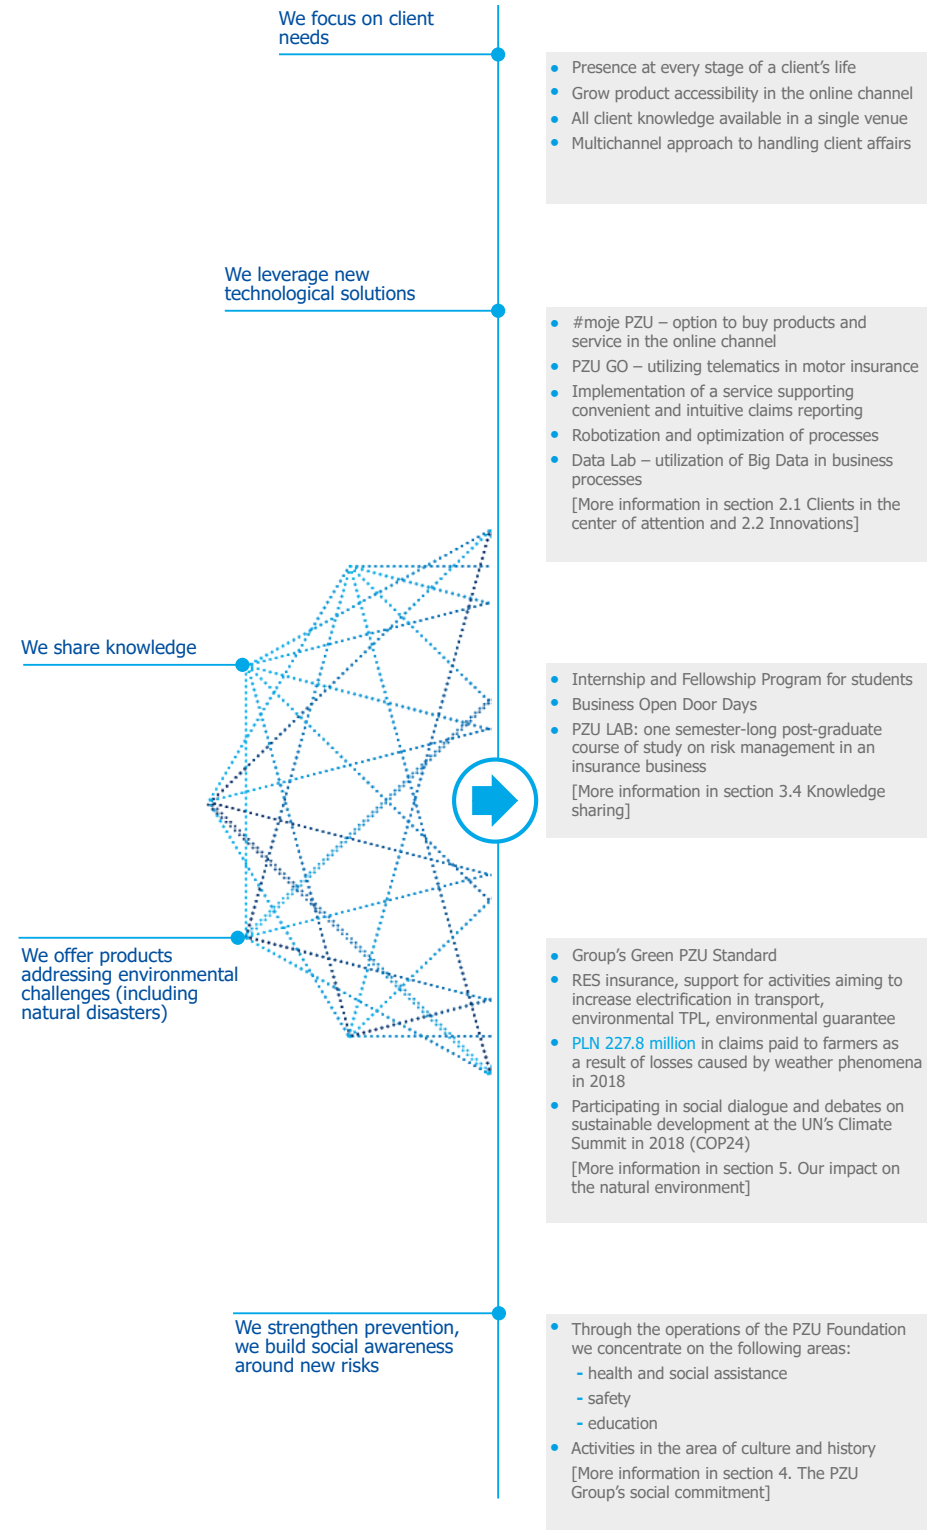 We focus on client
needs
• Presence at every stage of a client's life
• Grow product accessibility in the online channel
• All client knowledge available in a single venue
• Multichannel approach to handling client affairs
We leverage new
technological solutions
• #moje PZU – option to buy products and
service in the online channel
• PZU GO – utilizing telematics in motor insurance
• Implementation of a service supporting
convenient and intuitive claims reporting
• Robotization and optimization of processes
• Data Lab – utilization of Big Data in business
processes
[More information in section 2.1 Clients in the
center of attention and 2.2 Innovations]
We share knowledge
• Internship and Fellowship Program for students
• Business Open Door Days
• PZU LAB: one semester-long post-graduate
course of study on risk management in an
insurance business
[More information in section 3.4 Knowledge
sharing]
We offer products
addressing environmental
challenges (including
natural disasters)
• Group's Green PZU Standard
• RES insurance, support for activities aiming to
increase electrification in transport,
environmental TPL, environmental guarantee
• PLN 227.8 million in claims paid to farmers as
a result of losses caused by weather phenomena
in 2018
• Participating in social dialogue and debates on
sustainable development at the UN's Climate
Summit in 2018 (COP24)
[More information in section 5. Our impact on
the natural environment]
We strengthen prevention,
we build social awareness
around new risks
• Through the operations of the PZU Foundation
we concentrate on the following areas:
- health and social assistance
- safety
- education
• Activities in the area of culture and history
[More information in section 4. The PZU
Group's social commitment]